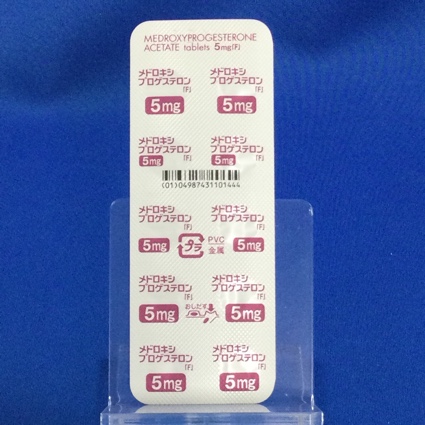 MEDROXYPROGESTERONE
ACETATE tablets 5mg「F」
メドロキシ
プロゲステロン
「F」
5mg
メドロキシ
プロゲステロン
「F」
5mg
メドロキシ
プロゲステロン
「F」
5mg
メドロキシ
プロゲステロン
「F」
5mg
(01)04987431101444
メドロキシ
プロゲステロン
「F」
5mg
メドロキシ
プロゲステロン
「F」
5mg
プラ
PVC
金属
メドロキシ
プロゲステロン
「F」
5mg
メドロキシ
プロゲステロン
「F」
5mg
おしだす
メドロキシ
プロゲステロン
「F」
5mg
メドロキシ
プロゲステロン
「F」
5mg